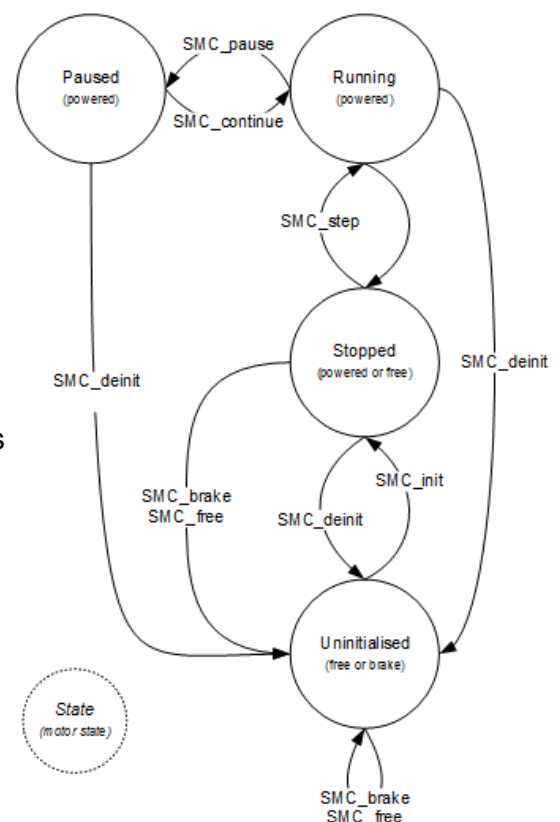 SMC_pause
Paused
(powered)
Running
(powered)
SMC_continue
SMC_step
Stopped
(powered or free)
SMC_deinit
SMC_deinit
s
SMC_init
SMC_brake
SMC_free
SMC_deinit
Uninitialised
(free or brake)
State
(motor state)
SMC_brake
SMC_free